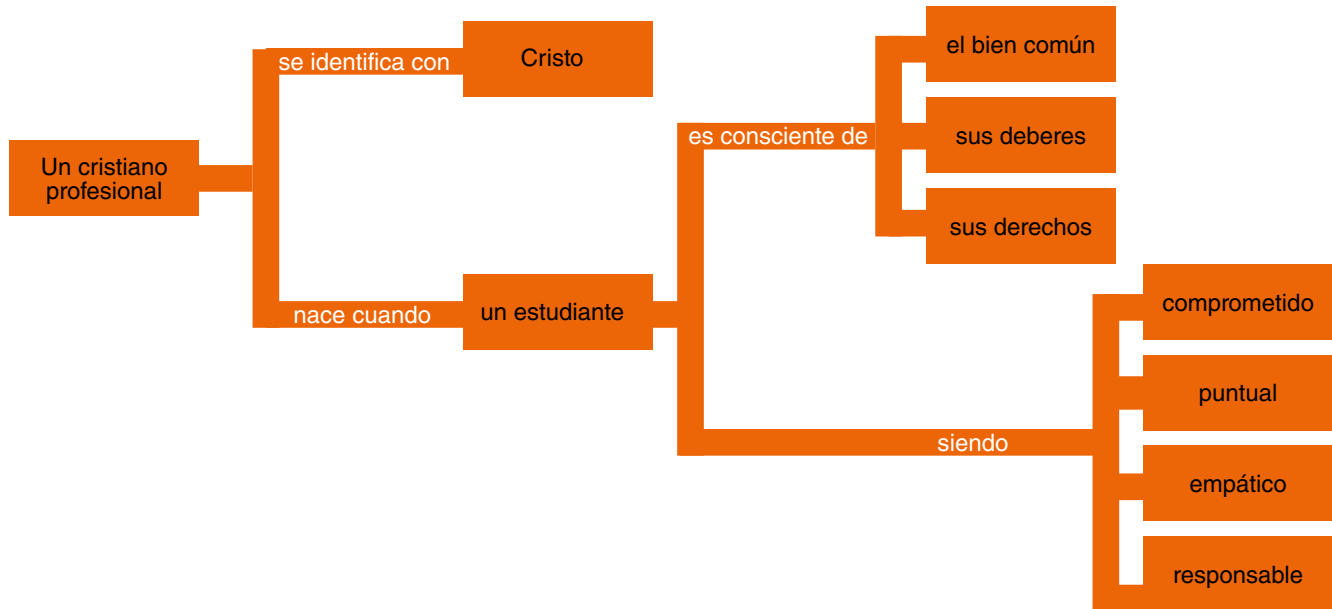 Un cristiano
profesional
se identifica con
Cristo
nace cuando
un estudiante
es consciente de
el bien común
sus deberes
sus derechos
siendo
comprometido
puntual
empático
responsable